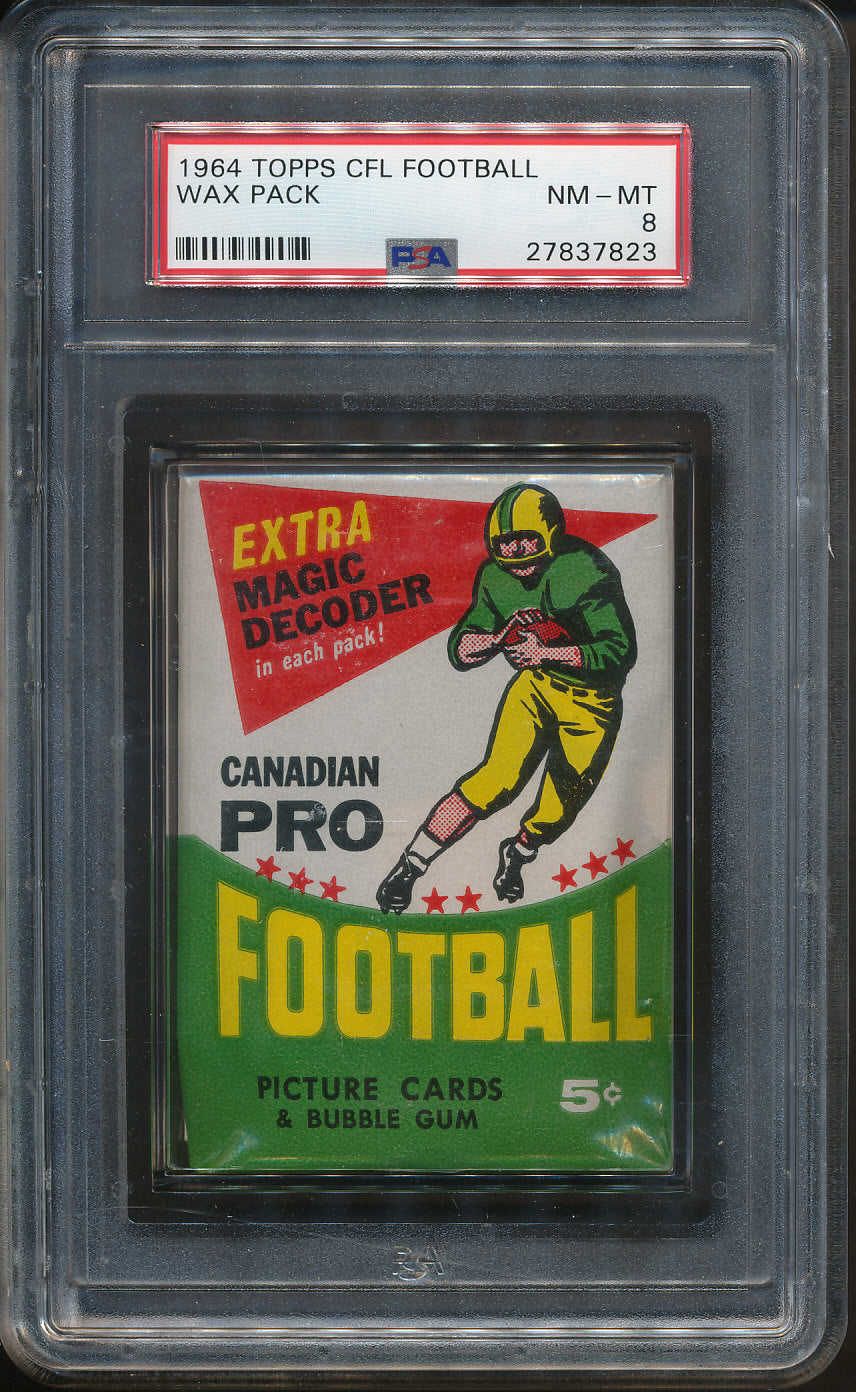 1964 TOPPS CFL FOOTBALL
WAX PACK NM - MT
8
PSA 27837823
EXTRA
MAGIC
DECODER
in each pack!
CANADIAN
PRO
FOOTBALL
PICTURE CARDS 5¢
& BUBBLE GUM
PSA